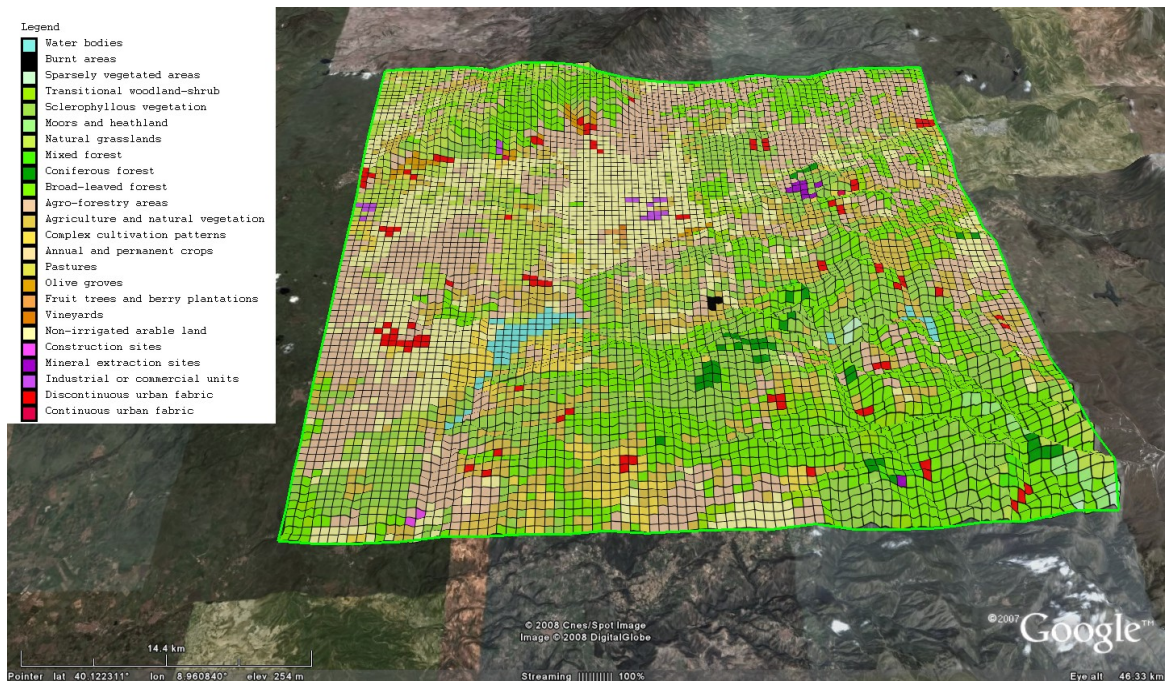 Legend
Water bodies
Burnt areas
Sparsely vegetated areas
Transitional woodland-shrub
Sclerophyllous vegetation
Moors and heathland
Natural grasslands
Mixed forest
Coniferous forest
Broad-leaved forest
Agro-forestry areas
Agriculture and natural vegetation
Complex cultivation patterns
Annual and permanent crops
Pastures
Olive groves
Fruit trees and berry plantations
Vineyards
Non-irrigated arable land
Construction sites
Mineral extraction sites
Industrial or commercial units
Discontinuous urban fabric
Continuous urban fabric
© 2008 Cnes/Spot Image
Image © 2008 DigitalGlobe
©2007 Google™
14.4 km
Pointer lat 40.122311° lon 8.960840° elev 254 m
Streaming |||||||||| 100%
Eye alt 46.33 km